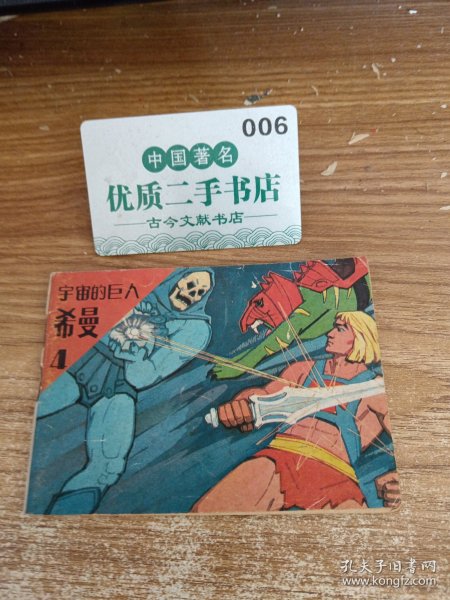 006
中国著名
优质二手书店
古今文献书店
宇宙的巨人
希曼
4
孔夫子旧书网
www.kongfz.com